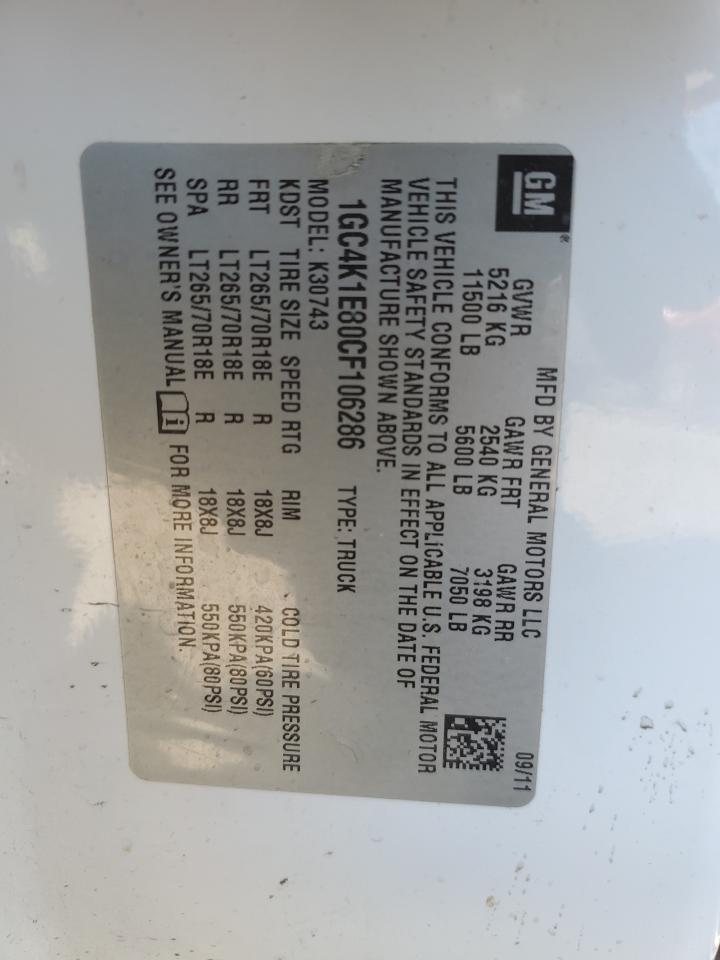 GM®
MFD BY GENERAL MOTORS LLC 09/11
GVWR GAWR FRT GAWR RR
5216 KG 2540 KG 3198 KG
11500 LB 5600 LB 7050 LB
THIS VEHICLE CONFORMS TO ALL APPLICABLE U.S. FEDERAL MOTOR
VEHICLE SAFETY STANDARDS IN EFFECT ON THE DATE OF
MANUFACTURE SHOWN ABOVE.
1GC4K1E80CF106286 TYPE: TRUCK
MODEL: K30743
KDST TIRE SIZE SPEED RTG RIM COLD TIRE PRESSURE
FRT LT265/70R18E R 18X8J 420KPA(60PSI)
RR LT265/70R18E R 18X8J 550KPA(80PSI)
SPA LT265/70R18E R 18X8J 550KPA(80PSI)
SEE OWNER'S MANUAL FOR MORE INFORMATION.